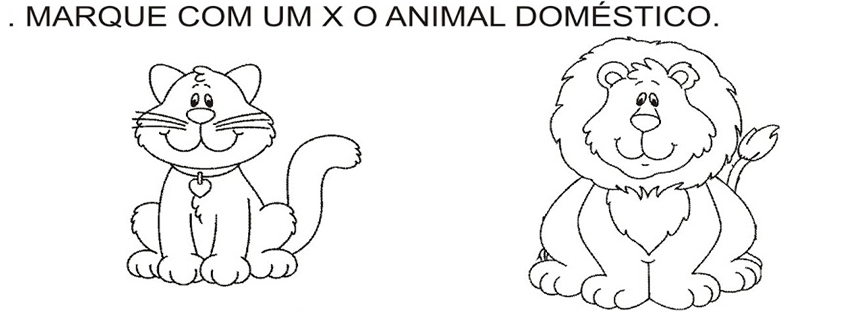 . MARQUE COM UM X O ANIMAL DOMÉSTICO.